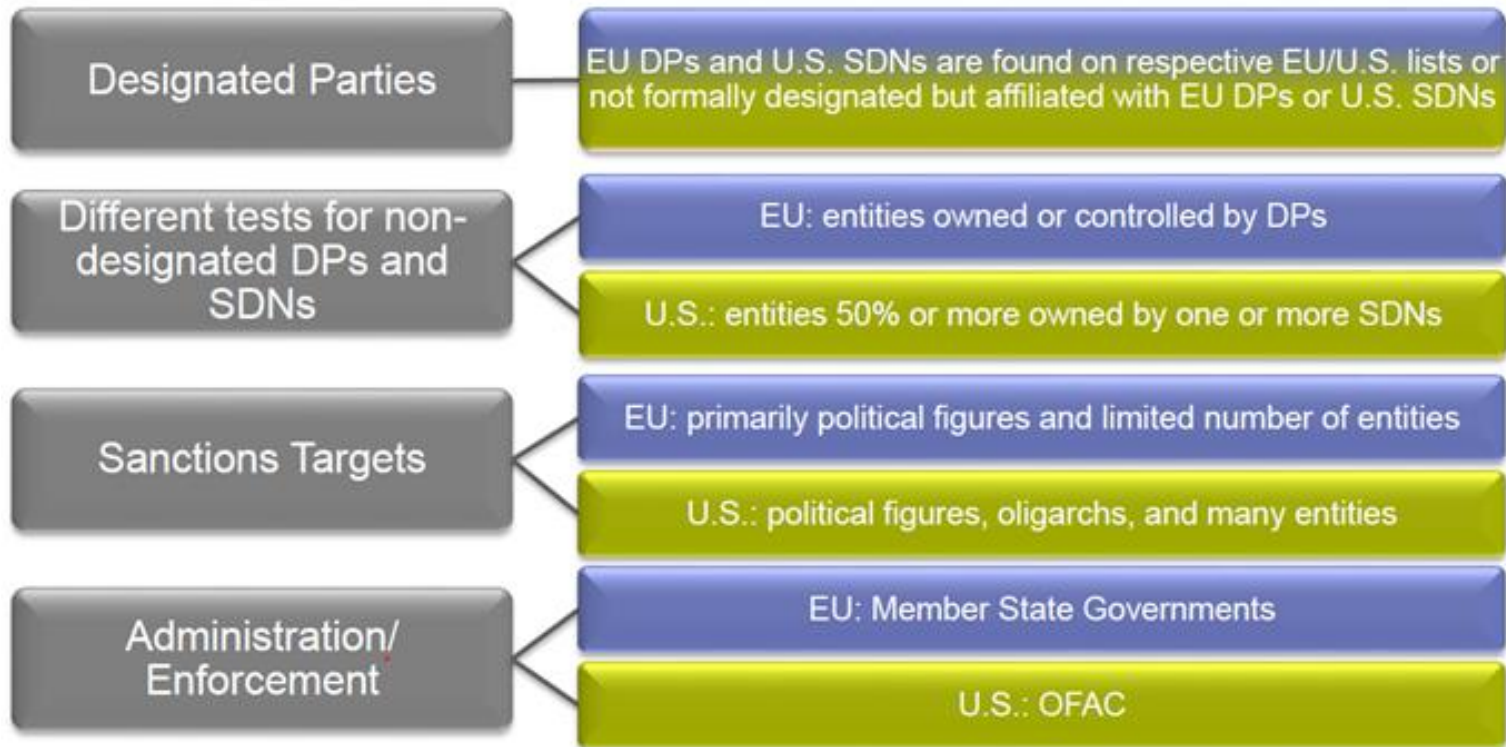 Designated Parties
EU DPs and U.S. SDNs are found on respective EU/U.S. lists or
not formally designated but affiliated with EU DPs or U.S. SDNs
Different tests for non-
designated DPs and
SDNs
EU: entities owned or controlled by DPs
U.S.: entities 50% or more owned by one or more SDNs
Sanctions Targets
EU: primarily political figures and limited number of entities
U.S.: political figures, oligarchs, and many entities
Administration/
Enforcement
EU: Member State Governments
U.S.: OFAC